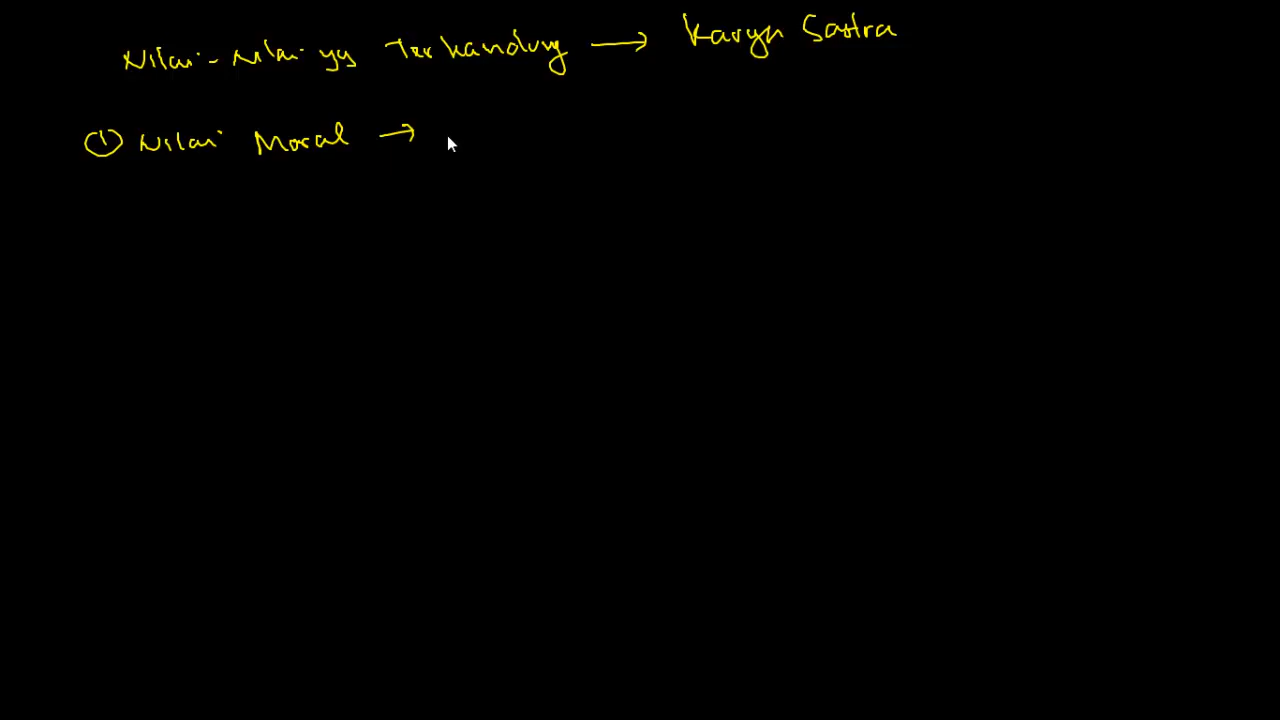 Nilai-nilai yg Terkandung → Karya Sastra
① Nilai Moral →